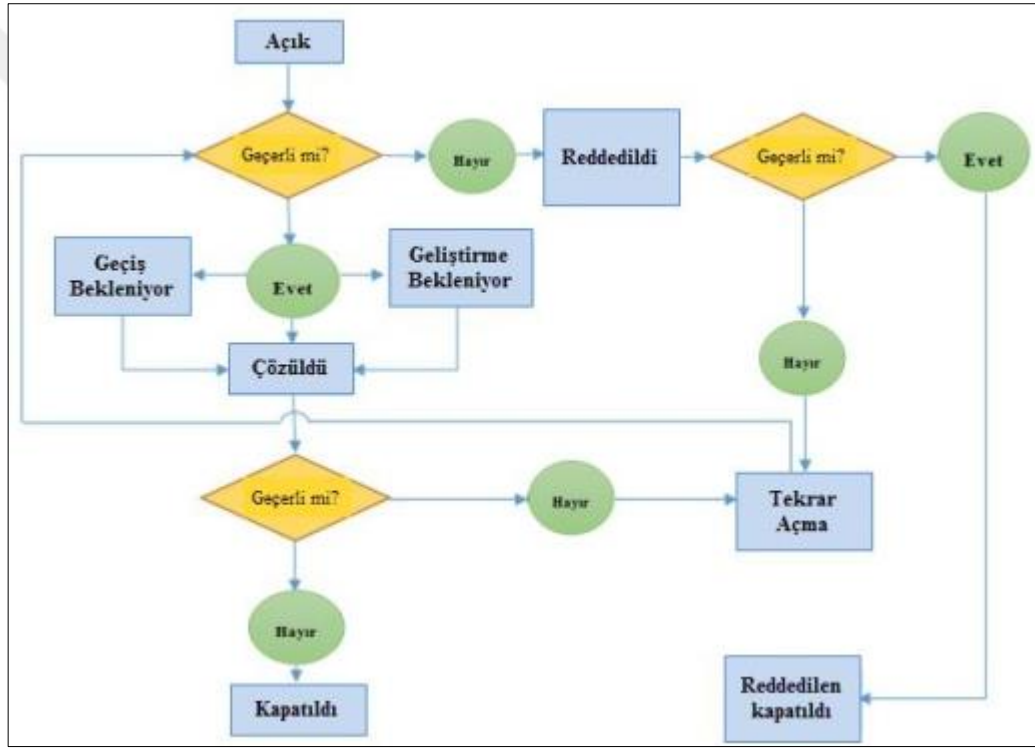 Açık
Geçerli mi?
Hayır
Reddedildi
Geçerli mi?
Evet
Geçiş
Bekleniyor
Evet
Geliştirme
Bekleniyor
Hayır
Çözüldü
Geçerli mi?
Hayır
Tekrar
Açma
Hayır
Kapatıldı
Reddedilen
kapatıldı